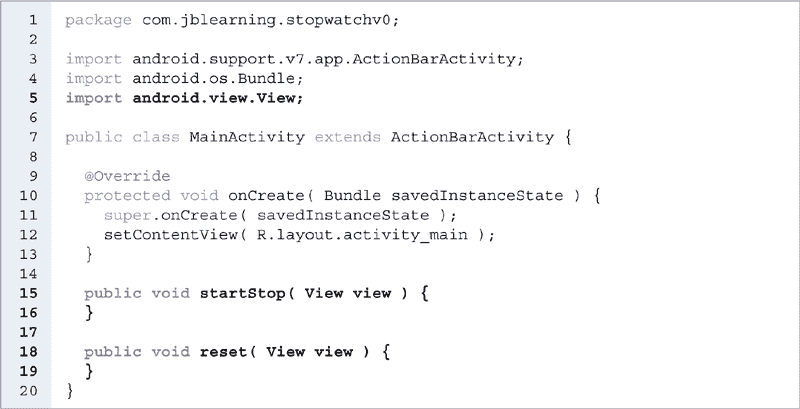 1 package com.jblearning.stopwatchv0;
2
3 import android.support.v7.app.ActionBarActivity;
4 import android.os.Bundle;
5 import android.view.View;
6
7 public class MainActivity extends ActionBarActivity {
8
9   @Override
10   protected void onCreate( Bundle savedInstanceState ) {
11     super.onCreate( savedInstanceState );
12     setContentView( R.layout.activity_main );
13   }
14
15   public void startStop( View view ) {
16   }
17
18   public void reset( View view ) {
19   }
20 }